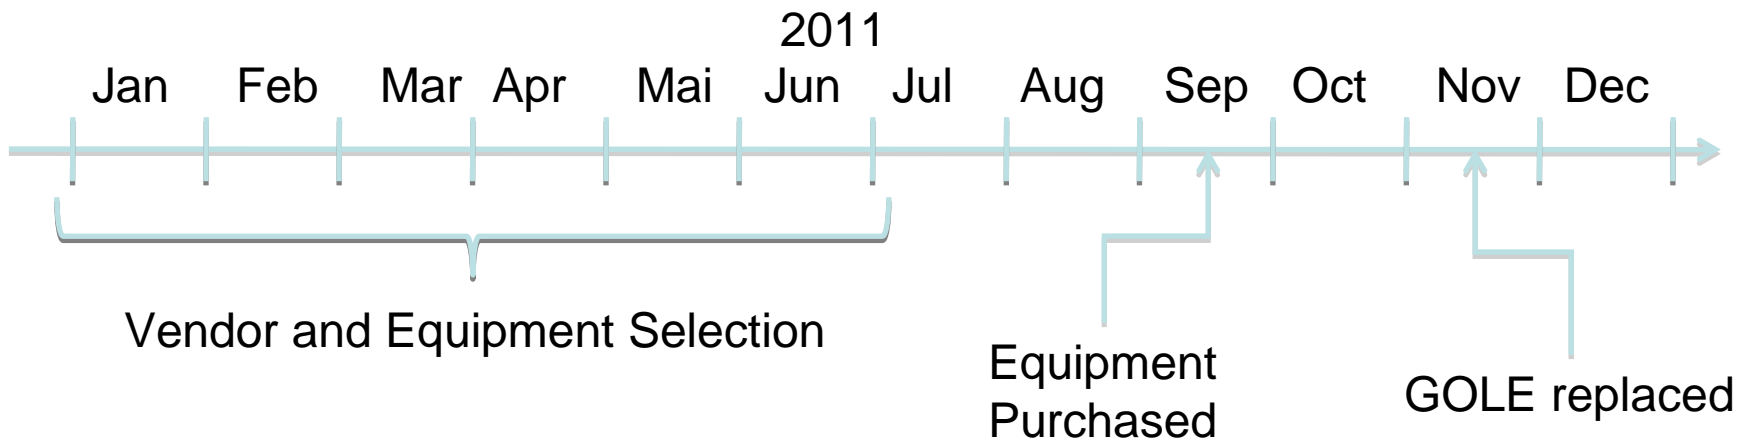 2011
Jan Feb Mar Apr Mai Jun Jul Aug Sep Oct Nov Dec
Vendor and Equipment Selection
Equipment
Purchased
GOLE replaced